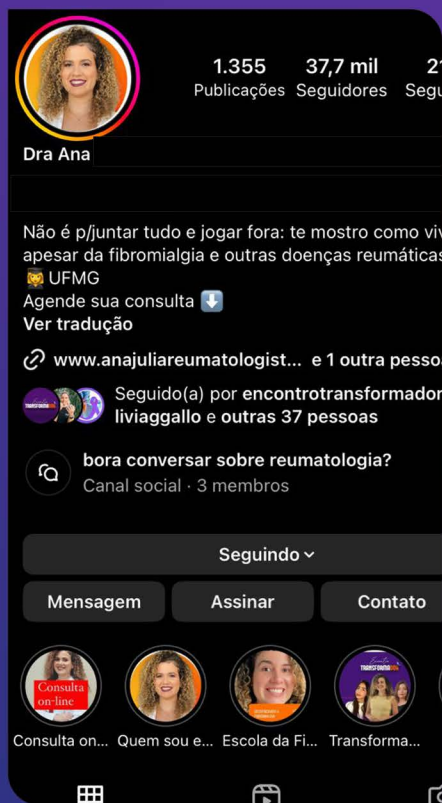 1.355 37,7 mil 21
Publicações Seguidores Segu
Dra Ana
Não é p/juntar tudo e jogar fora: te mostro como viv
apesar da fibromialgia e outras doenças reumáticas
UFMG
Agende sua consulta
Ver tradução
www.anajuliareumatologist... e 1 outra pesso
Seguido(a) por encontrotransformador
liviaggallo e outras 37 pessoas
bora conversar sobre reumatologia?
Canal social · 3 membros
Seguindo
Mensagem Assinar Contato
Consulta
on-line
TRANSFORMADOR
Consulta on... Quem sou e... Escola da Fi... Transforma...